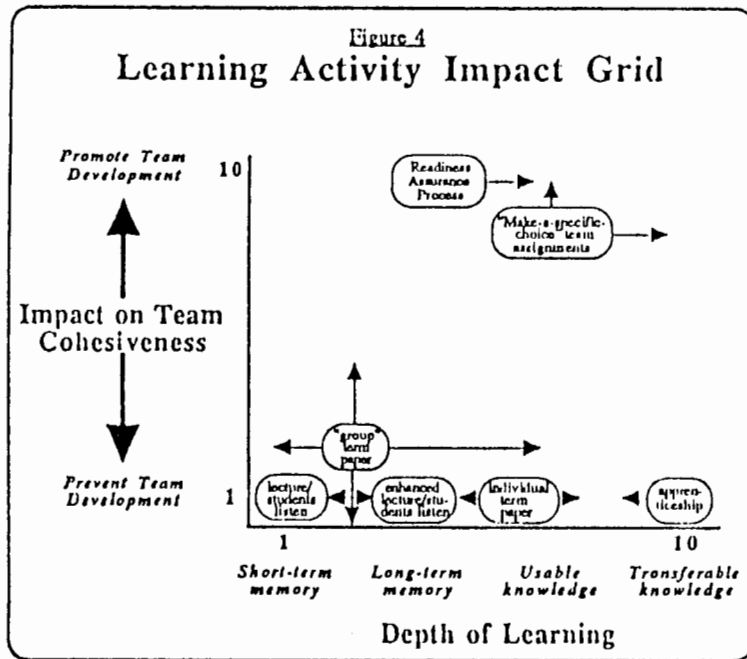 Figure 4
Learning Activity Impact Grid
Promote Team
Development
10
Readiness
Assurance
Process
"Make-a-specific-
choice" team
assignments
Impact on Team
Cohesiveness
"group"
term
paper
Prevent Team
Development
1
lecture/
students
listen
enhanced
lecture/stu-
dents listen
individual
term
paper
appren-
ticeship
1
10
Short-term
memory
Long-term
memory
Usable
knowledge
Transferable
knowledge
Depth of Learning